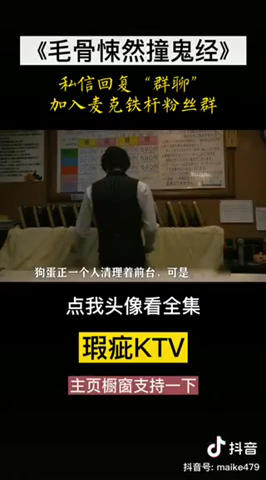 《毛骨悚然撞鬼经》
私信回复“群聊”
加入麦克铁杆粉丝群
狗蛋正一个人清理着前台，可是
点我头像看全集
瑕疵KTV
主页橱窗支持一下
抖音
抖音号: maike479